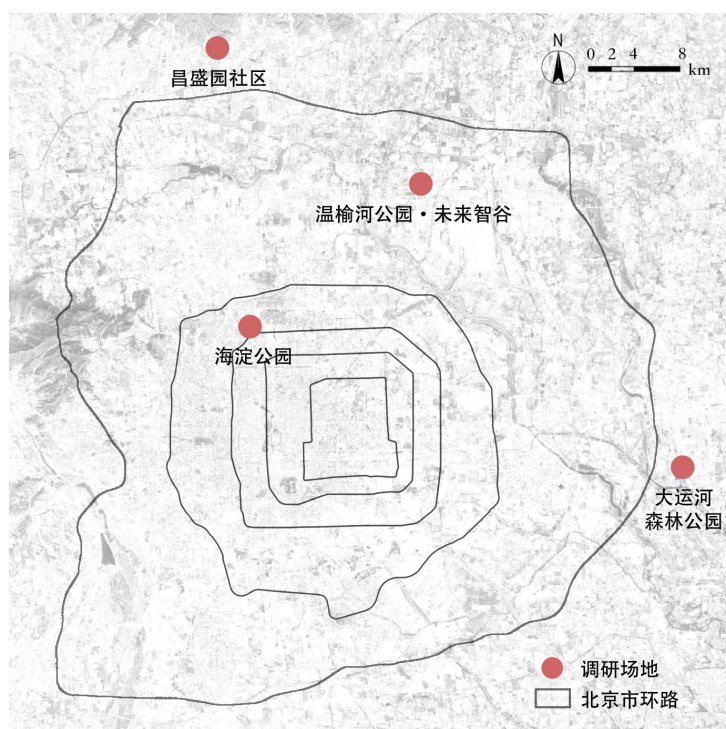 N
0 2 4 8
km
昌盛园社区
温榆河公园·未来智谷
海淀公园
大运河
森林公园
调研场地
北京市环路